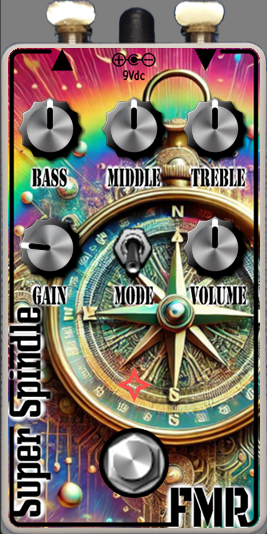 9Vdc
BASS MIDDLE TREBLE
N
GAIN MODE VOLUME
S
Super Spindle
FMR